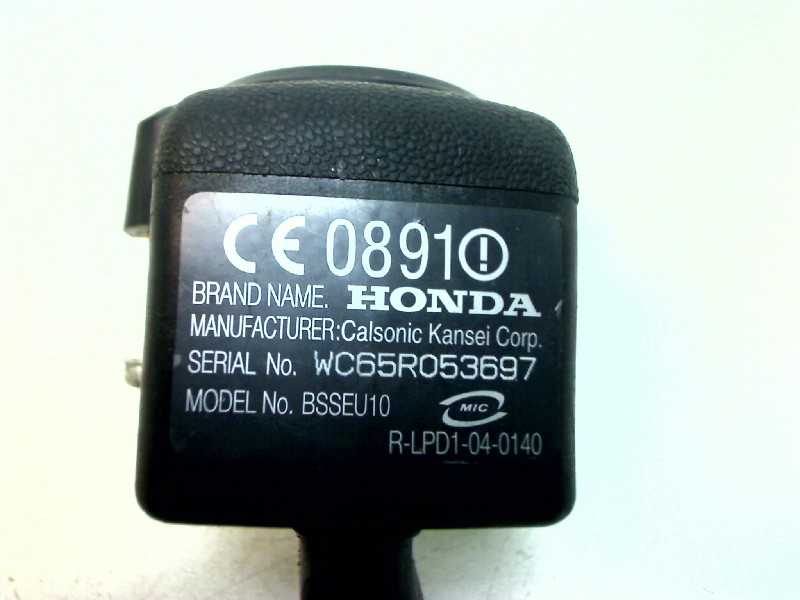 CE 0891
BRAND NAME. HONDA
MANUFACTURER:Calsonic Kansei Corp.
SERIAL No. WC65R053697
MODEL No. BSSEU10 MIC
R-LPD1-04-0140